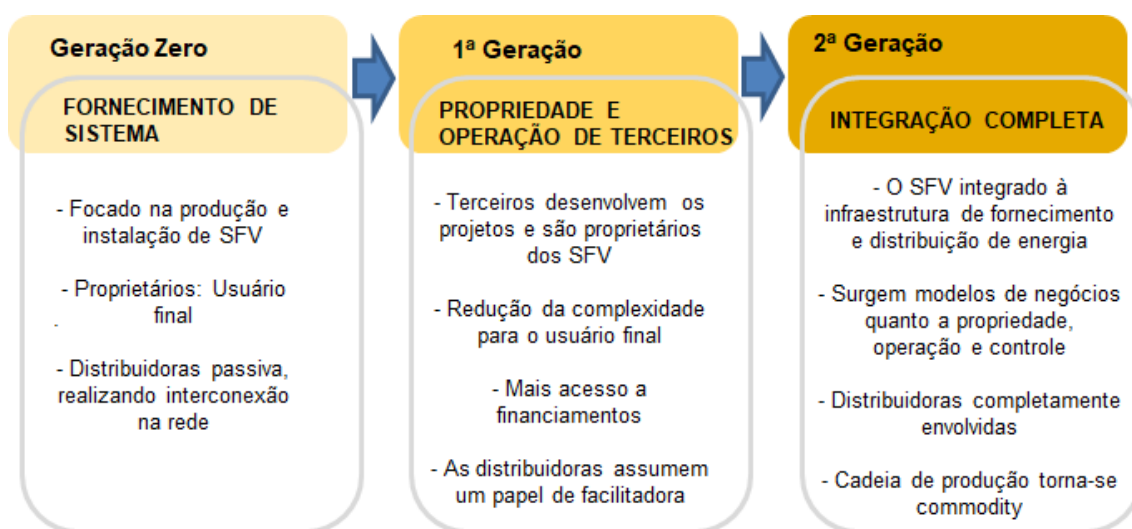 Geração Zero
FORNECIMENTO DE
SISTEMA
- Focado na produção e
instalação de SFV
- Proprietários: Usuário
final
- Distribuidoras passiva,
realizando interconexão
na rede
1ª Geração
PROPRIEDADE E
OPERAÇÃO DE TERCEIROS
- Terceiros desenvolvem os
projetos e são proprietários
dos SFV
- Redução da complexidade
para o usuário final
- Mais acesso a
financiamentos
- As distribuidoras assumem
um papel de facilitadora
2ª Geração
INTEGRAÇÃO COMPLETA
- O SFV integrado à
infraestrutura de fornecimento
e distribuição de energia
- Surgem modelos de negócios
quanto a propriedade,
operação e controle
- Distribuidoras completamente
envolvidas
- Cadeia de produção torna-se
commodity